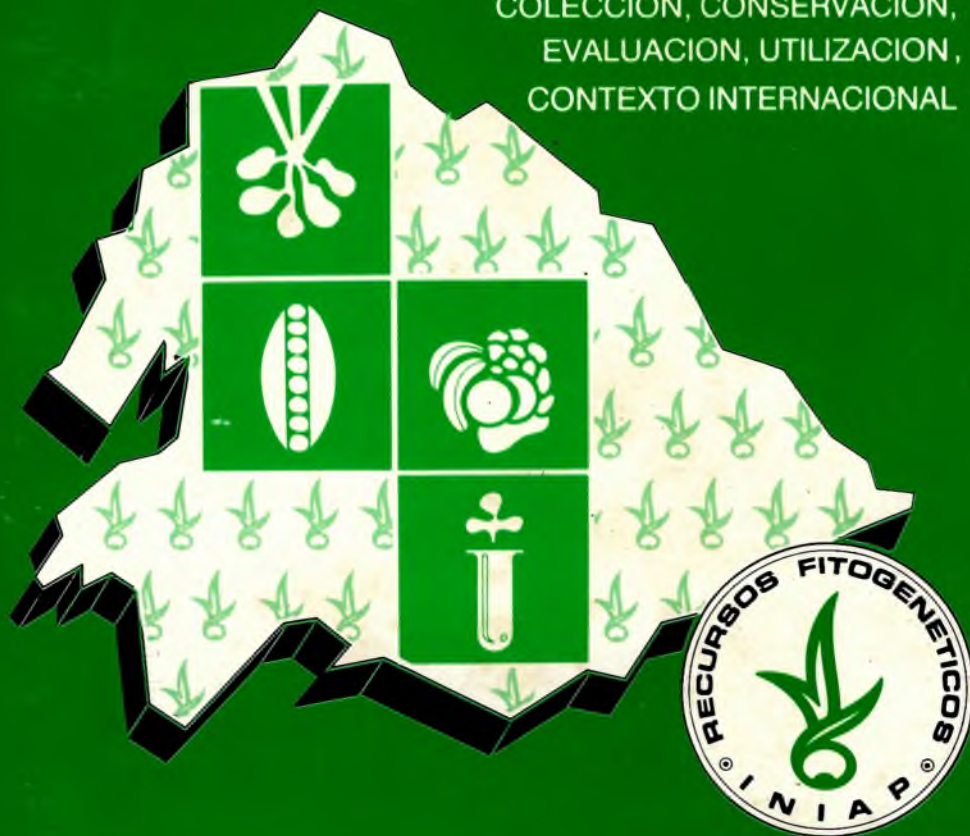 COLECCION, CONSERVACION,
EVALUACION, UTILIZACION,
CONTEXTO INTERNACIONAL
RECURSOS FITOGENETICOS
INIAP